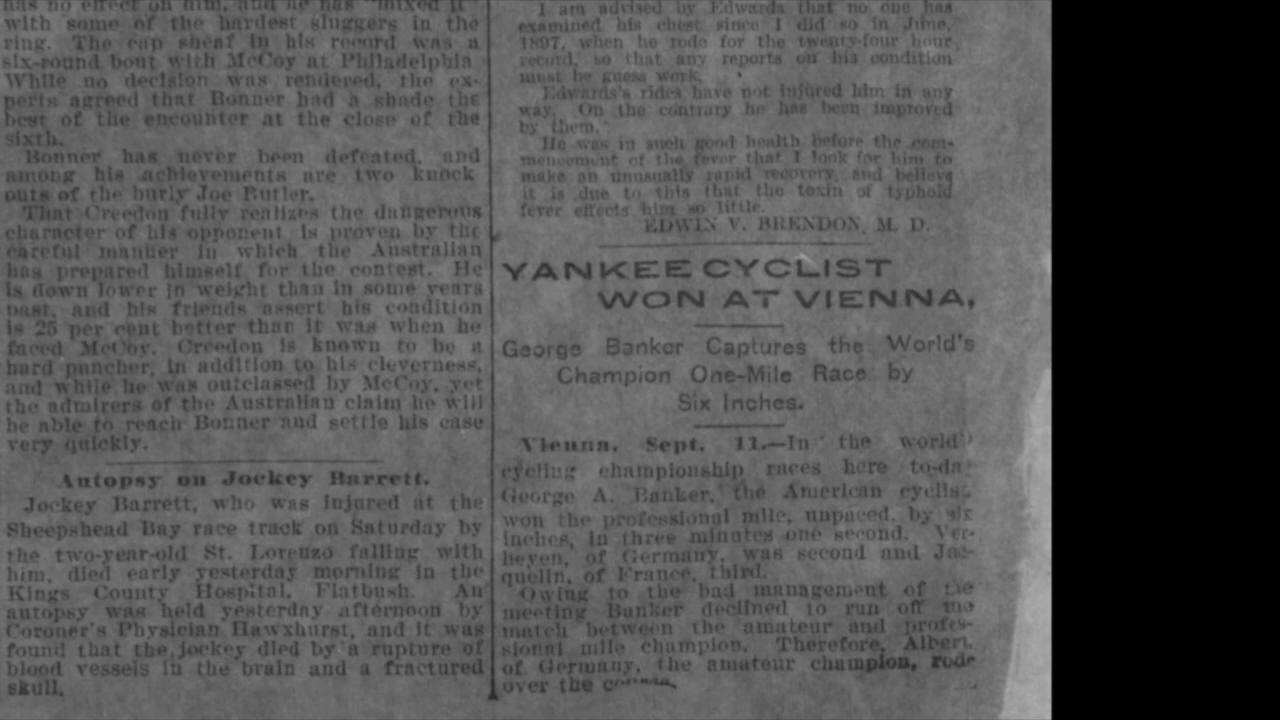 has no effect on him, and he has "mixed it"
with some of the hardest sluggers in the
ring. The cap sheaf in his record was a
six-round bout with McCoy at Philadelphia
While no decision was rendered, the ex-
perts agreed that Bonner had a shade the
best of the encounter at the close of the
sixth.
Bonner has never been defeated, and
among his achievements are two knock
outs of the burly Joe Butler.
That Creedon fully realizes the dangerous
character of his opponent is proven by the
careful manner in which the Australian
has prepared himself for the contest. He
is down lower in weight than in some years
past, and his friends assert his condition
is 25 per cent better than it was when he
faced McCoy. Creedon is known to be a
hard puncher, in addition to his cleverness,
and while he was outclassed by McCoy, yet
the admirers of the Australian claim he will
be able to reach Bonner and settle his case
very quickly.
Autopsy on Jockey Barrett.
Jockey Barrett, who was injured at the
Sheepshead Bay race track on Saturday by
the two-year-old St. Lorenzo falling with
him, died early yesterday morning in the
Kings County Hospital, Flatbush. An
autopsy was held yesterday afternoon by
Coroner's Physician Hawxhurst, and it was
found that the jockey died by a rupture of
blood vessels in the brain and a fractured
skull.
I am advised by Edwards that no one has
examined his chest since I did so in June,
1897, when he rode for the twenty-four hour
record, so that any reports on his condition
must be guess work.
Edwards's rides have not injured him in any
way. On the contrary he has been improved
by them.
He was in such good health before the com-
mencement of the fever that I look for him to
make an unusually rapid recovery, and believe
it is due to this that the toxin of typhoid
fever effects him so little.
EDWIN V. BRENDON, M. D.
YANKEE CYCLIST
WON AT VIENNA,
George Banker Captures the World's
Champion One-Mile Race by
Six Inches.
Vienna, Sept. 11.—In the world's
cycling championship races here to-da
George A. Banker, the American cyclis
won the professional mile, unpaced, by six
inches, in three minutes one second. Ver-
heyen, of Germany, was second and Jac-
quelin, of France, third.
Owing to the bad management of the
meeting Banker declined to run off the
match between the amateur and profes-
sional mile champion. Therefore, Albert,
of Germany, the amateur champion, rode
over the